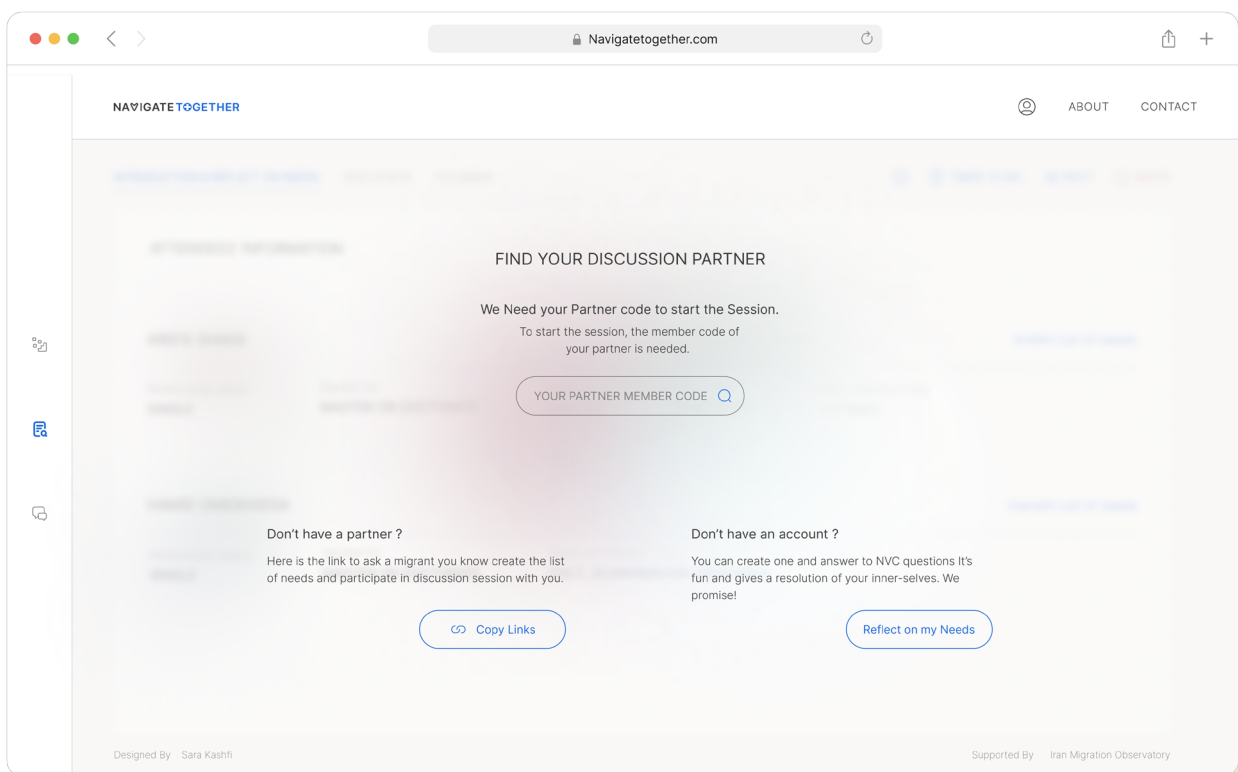 Navigatetogether.com
NAVIGATE TOGETHER
ABOUT
CONTACT
FIND YOUR DISCUSSION PARTNER
We Need your Partner code to start the Session.
To start the session, the member code of
your partner is needed.
YOUR PARTNER MEMBER CODE
Don't have a partner ?
Here is the link to ask a migrant you know create the list
of needs and participate in discussion session with you.
Copy Links
Don't have an account ?
You can create one and answer to NVC questions It's
fun and gives a resolution of your inner-selves. We
promise!
Reflect on my Needs
Designed By Sara Kashfi
Supported By Iran Migration Observatory